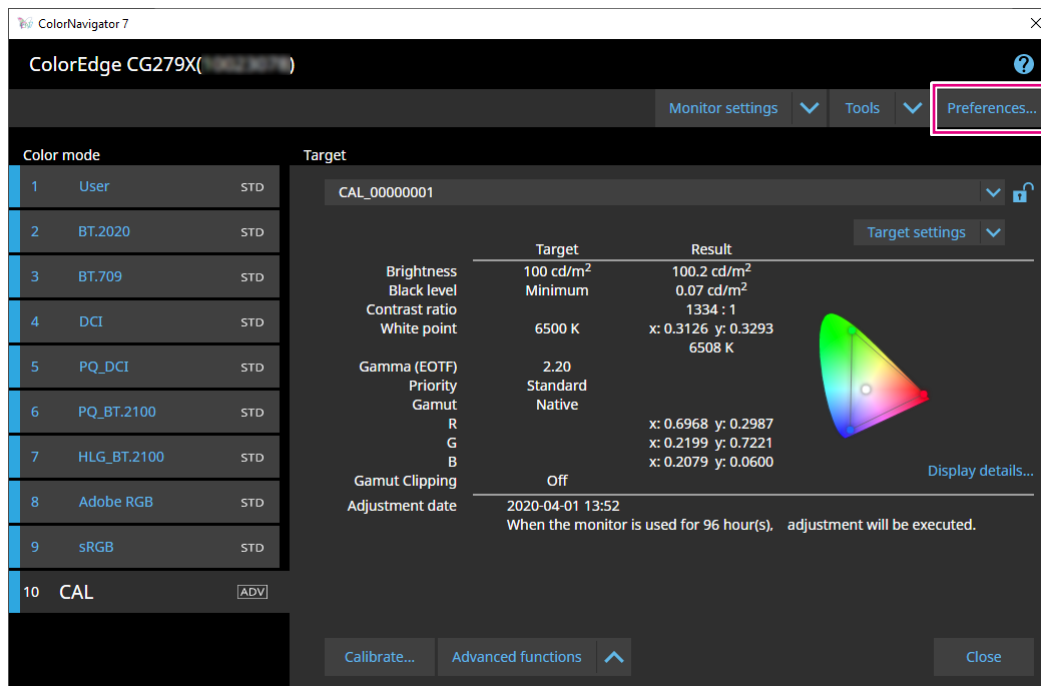 ColorNavigator 7
ColorEdge CG279X( )
Monitor settings Tools Preferences...
Color mode
1 User STD
2 BT.2020 STD
3 BT.709 STD
4 DCI STD
5 PQ_DCI STD
6 PQ_BT.2100 STD
7 HLG_BT.2100 STD
8 Adobe RGB STD
9 sRGB STD
10 CAL ADV
Target
CAL_00000001
Target settings
Target Result
Brightness 100 cd/m² 100.2 cd/m²
Black level Minimum 0.07 cd/m²
Contrast ratio 1334 : 1
White point 6500 K x: 0.3126 y: 0.3293
6508 K
Gamma (EOTF) 2.20
Priority Standard
Gamut Native
R x: 0.6968 y: 0.2987
G x: 0.2199 y: 0.7221
B x: 0.2079 y: 0.0600
Gamut Clipping Off
Display details...
Adjustment date 2020-04-01 13:52
When the monitor is used for 96 hour(s), adjustment will be executed.
Calibrate... Advanced functions Close